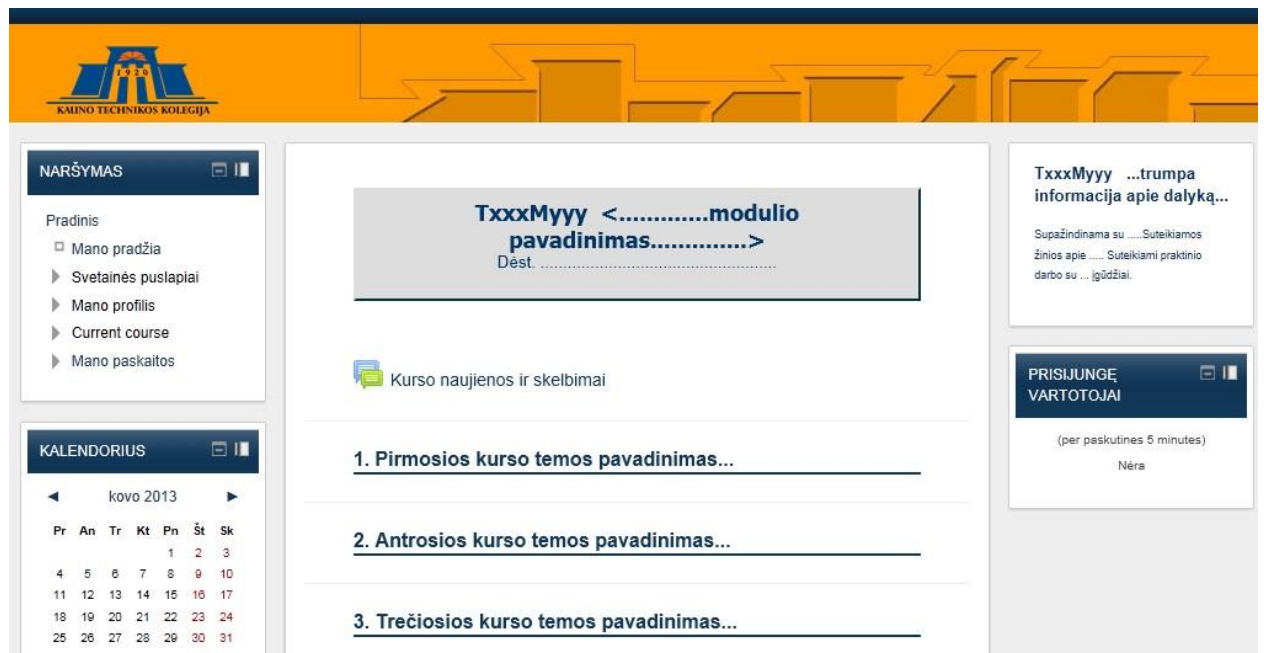 1920
KAUNO TECHNIKOS KOLEGIJA
NARŠYMAS
Pradinis
Mano pradžia
Svetainės puslapiai
Mano profilis
Current course
Mano paskaitos
KALENDORIUS
◄ kovo 2013 ►
Pr An Tr Kt Pn Št Sk
1 2 3
4 5 6 7 8 9 10
11 12 13 14 15 16 17
18 19 20 21 22 23 24
25 26 27 28 29 30 31
TxxxMyyy <.............modulio
pavadinimas..............>
Dėst. .....................................................
Kurso naujienos ir skelbimai
1. Pirmosios kurso temos pavadinimas...
2. Antrosios kurso temos pavadinimas...
3. Trečiosios kurso temos pavadinimas...
TxxxMyyy ...trumpa
informacija apie dalyką...
Supažindinama su .....Suteikiamos
žinios apie ..... Suteikiami praktinio
darbo su ... įgūdžiai.
PRISIJUNGĘ
VARTOTOJAI
(per paskutines 5 minutes)
Nėra